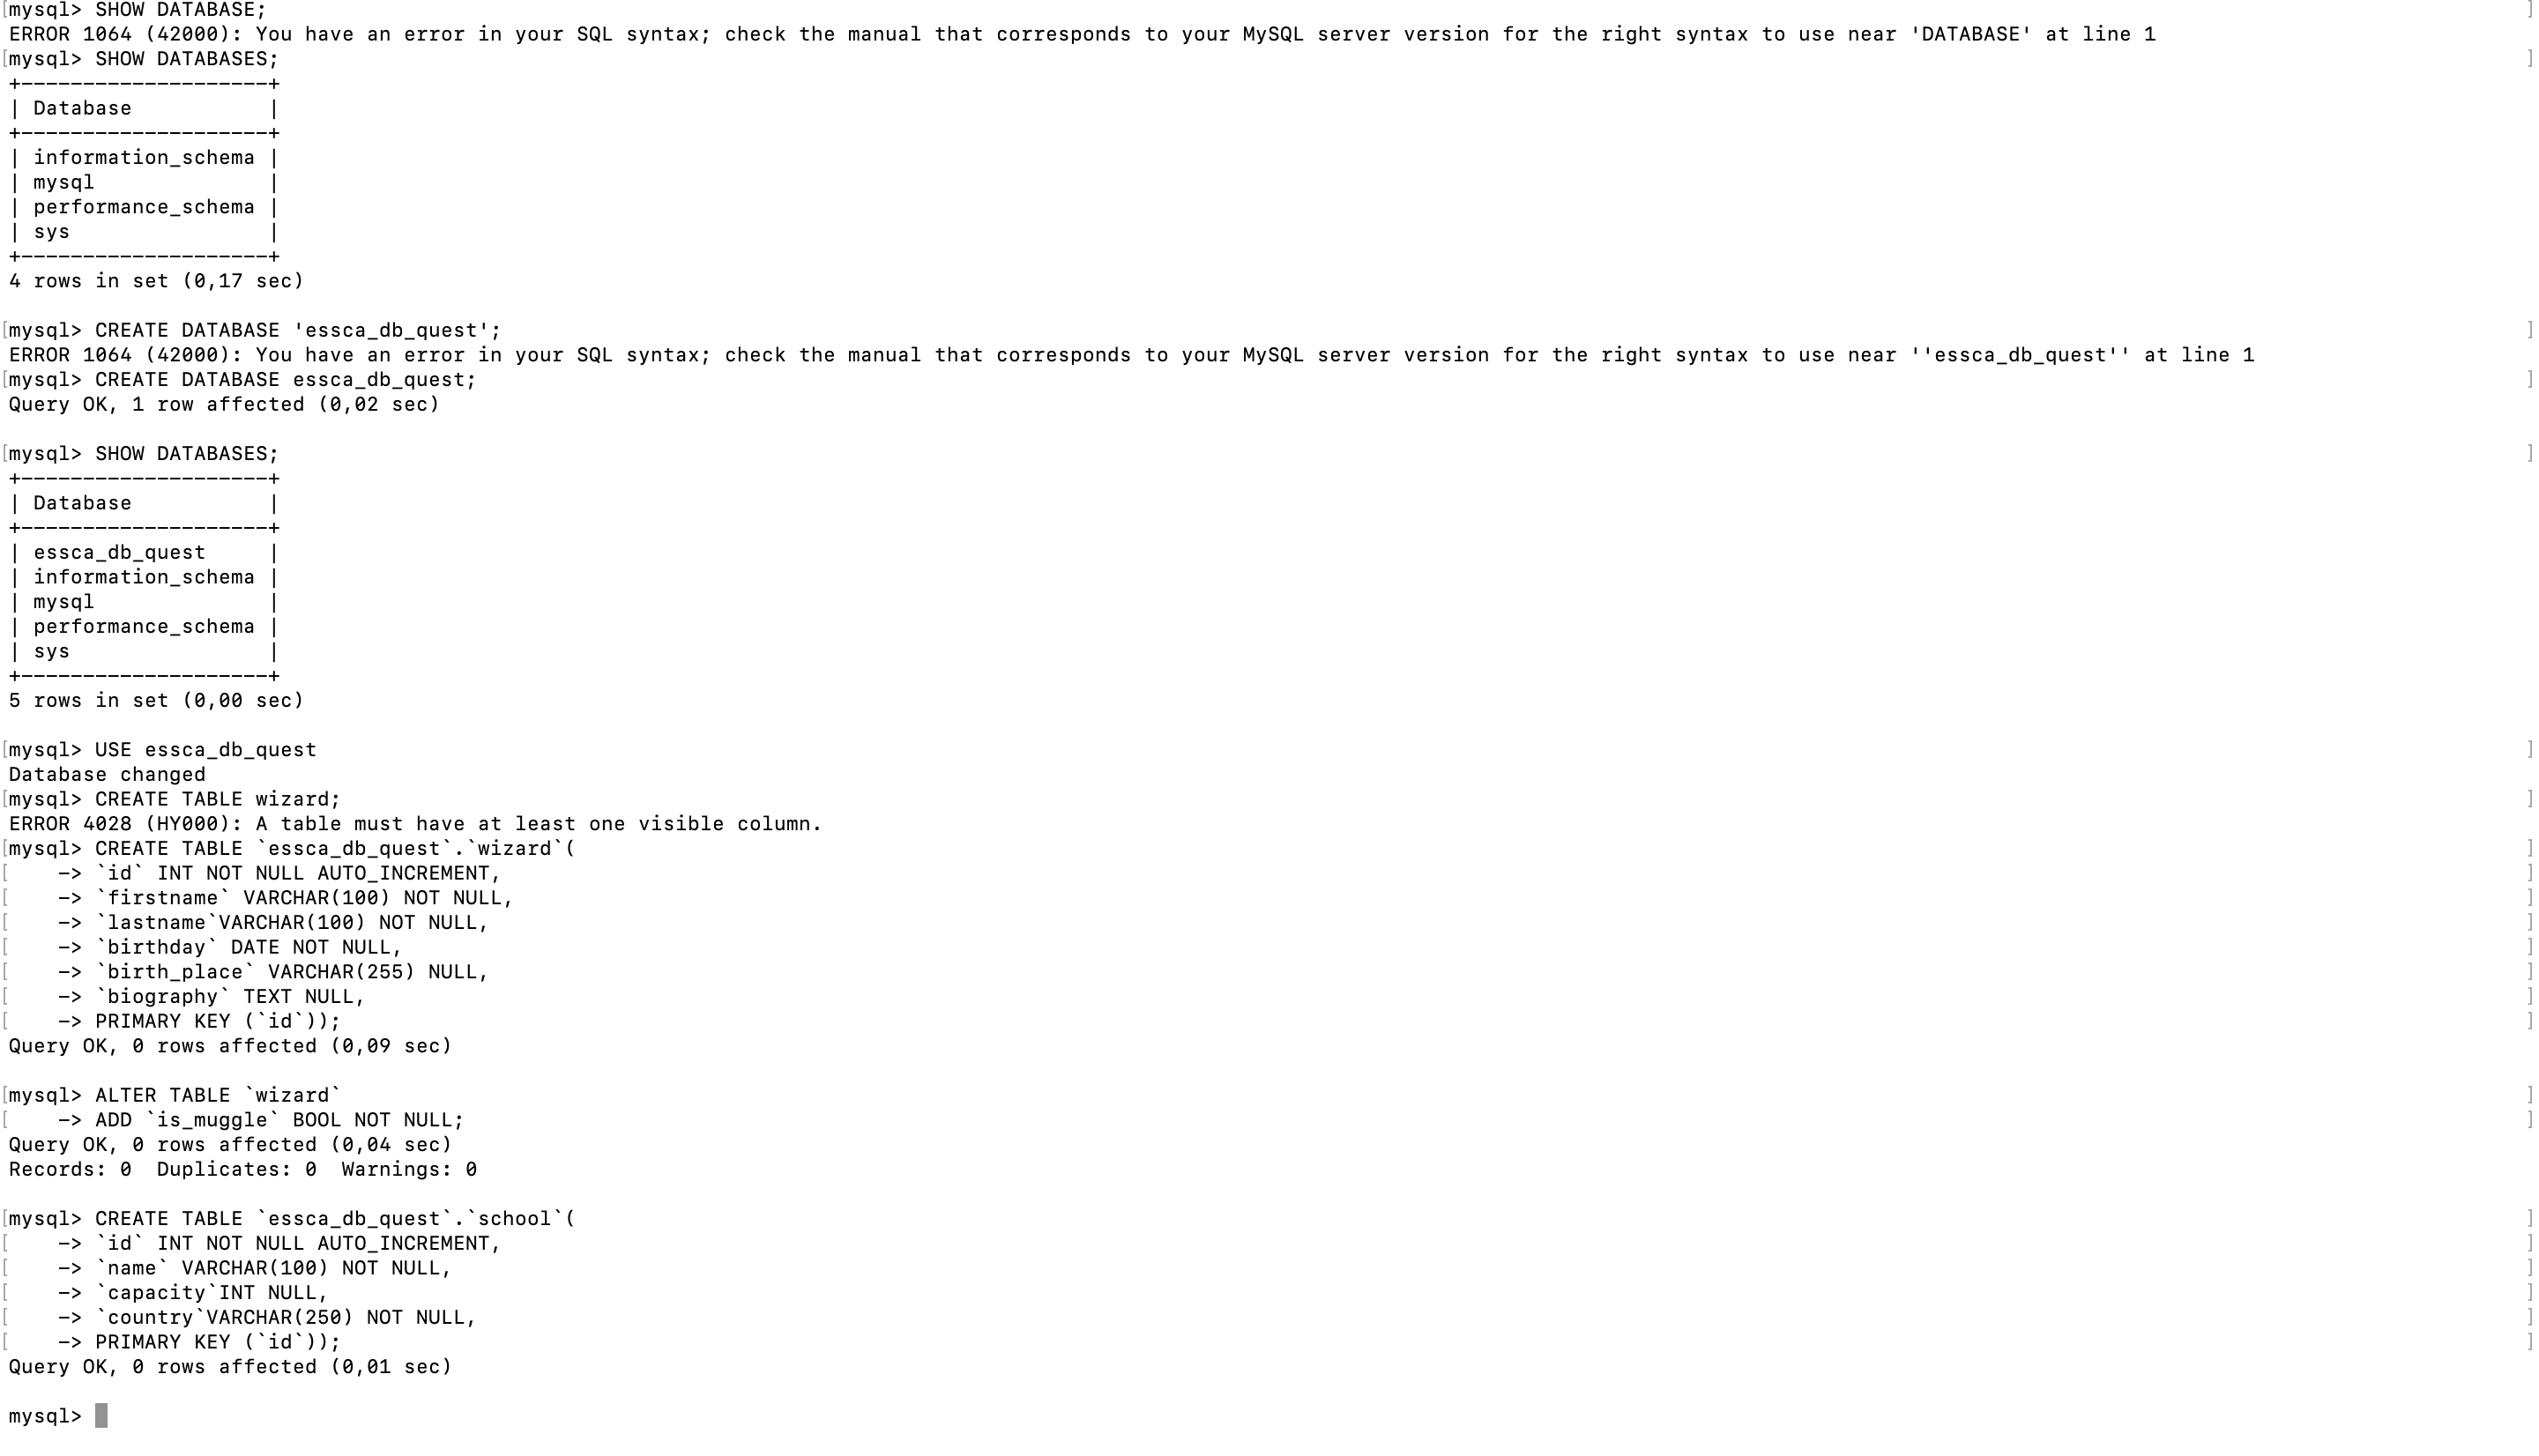 [mysql> SHOW DATABASE; ]
ERROR 1064 (42000): You have an error in your SQL syntax; check the manual that corresponds to your MySQL server version for the right syntax to use near 'DATABASE' at line 1
[mysql> SHOW DATABASES; ]
+--------------------+
| Database           |
+--------------------+
| information_schema |
| mysql              |
| performance_schema |
| sys                |
+--------------------+
4 rows in set (0,17 sec)

[mysql> CREATE DATABASE 'essca_db_quest'; ]
ERROR 1064 (42000): You have an error in your SQL syntax; check the manual that corresponds to your MySQL server version for the right syntax to use near ''essca_db_quest'' at line 1
[mysql> CREATE DATABASE essca_db_quest; ]
Query OK, 1 row affected (0,02 sec)

[mysql> SHOW DATABASES; ]
+--------------------+
| Database           |
+--------------------+
| essca_db_quest     |
| information_schema |
| mysql              |
| performance_schema |
| sys                |
+--------------------+
5 rows in set (0,00 sec)

[mysql> USE essca_db_quest ]
Database changed
[mysql> CREATE TABLE wizard; ]
ERROR 4028 (HY000): A table must have at least one visible column.
[mysql> CREATE TABLE `essca_db_quest`.`wizard`( ]
[    -> `id` INT NOT NULL AUTO_INCREMENT, ]
[    -> `firstname` VARCHAR(100) NOT NULL, ]
[    -> `lastname`VARCHAR(100) NOT NULL, ]
[    -> `birthday` DATE NOT NULL, ]
[    -> `birth_place` VARCHAR(255) NULL, ]
[    -> `biography` TEXT NULL, ]
[    -> PRIMARY KEY (`id`)); ]
Query OK, 0 rows affected (0,09 sec)

[mysql> ALTER TABLE `wizard` ]
[    -> ADD `is_muggle` BOOL NOT NULL; ]
Query OK, 0 rows affected (0,04 sec)
Records: 0  Duplicates: 0  Warnings: 0

[mysql> CREATE TABLE `essca_db_quest`.`school`( ]
[    -> `id` INT NOT NULL AUTO_INCREMENT, ]
[    -> `name` VARCHAR(100) NOT NULL, ]
[    -> `capacity`INT NULL, ]
[    -> `country`VARCHAR(250) NOT NULL, ]
[    -> PRIMARY KEY (`id`)); ]
Query OK, 0 rows affected (0,01 sec)

mysql>